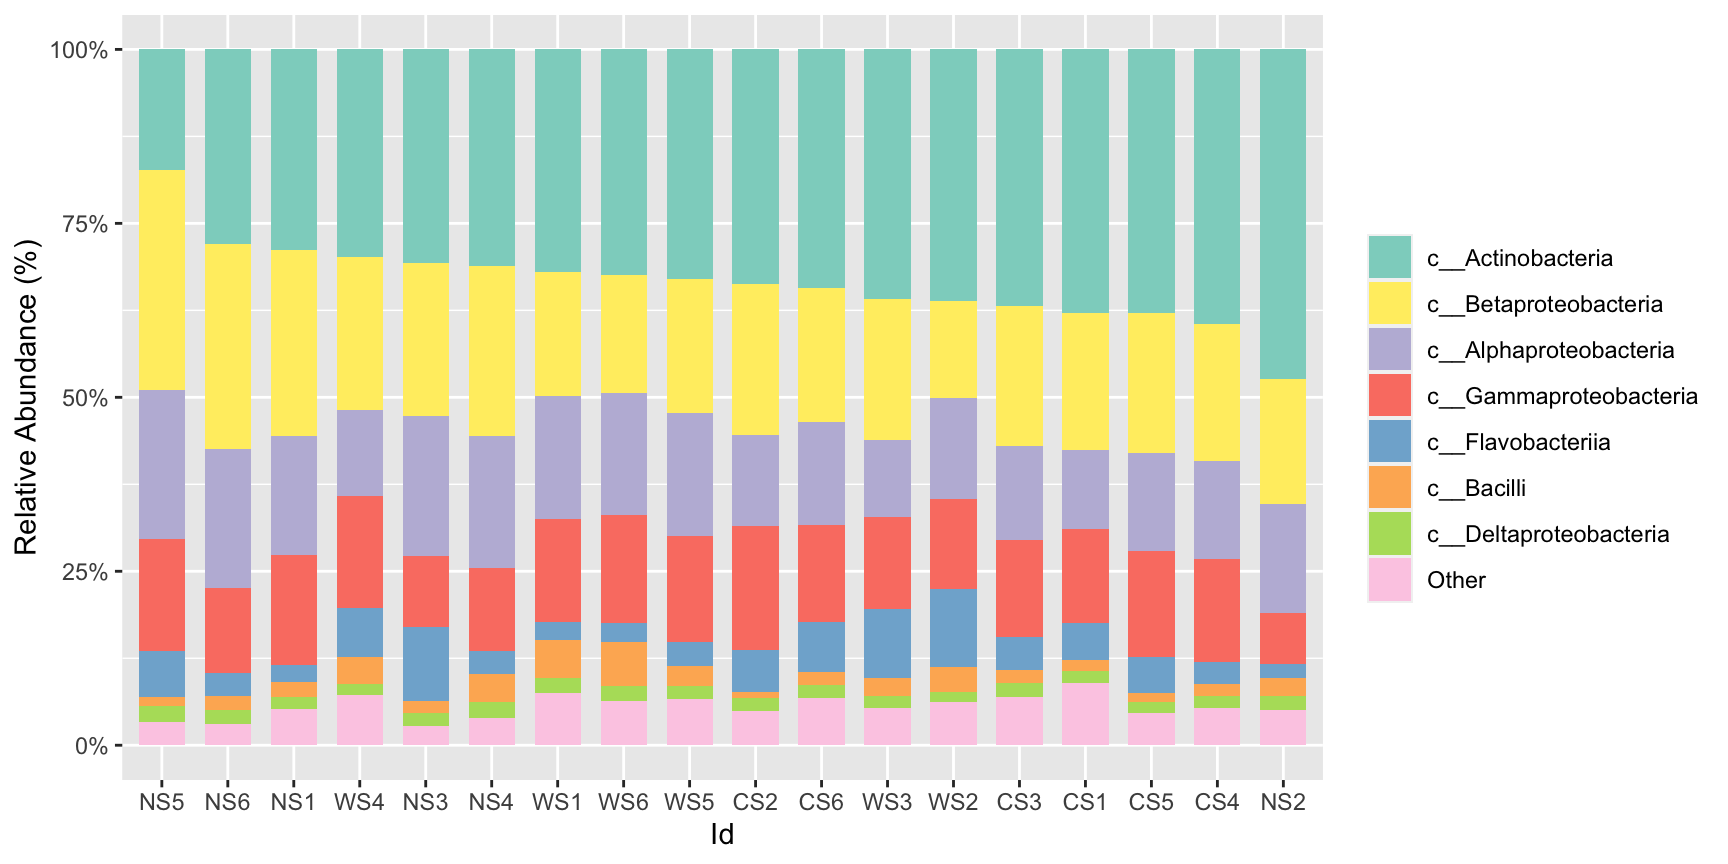 Relative Abundance (%)
100%
75%
50%
25%
0%
NS5 NS6 NS1 WS4 NS3 NS4 WS1 WS6 WS5 CS2 CS6 WS3 WS2 CS3 CS1 CS5 CS4 NS2
Id
c__Actinobacteria
c__Betaproteobacteria
c__Alphaproteobacteria
c__Gammaproteobacteria
c__Flavobacteriia
c__Bacilli
c__Deltaproteobacteria
Other